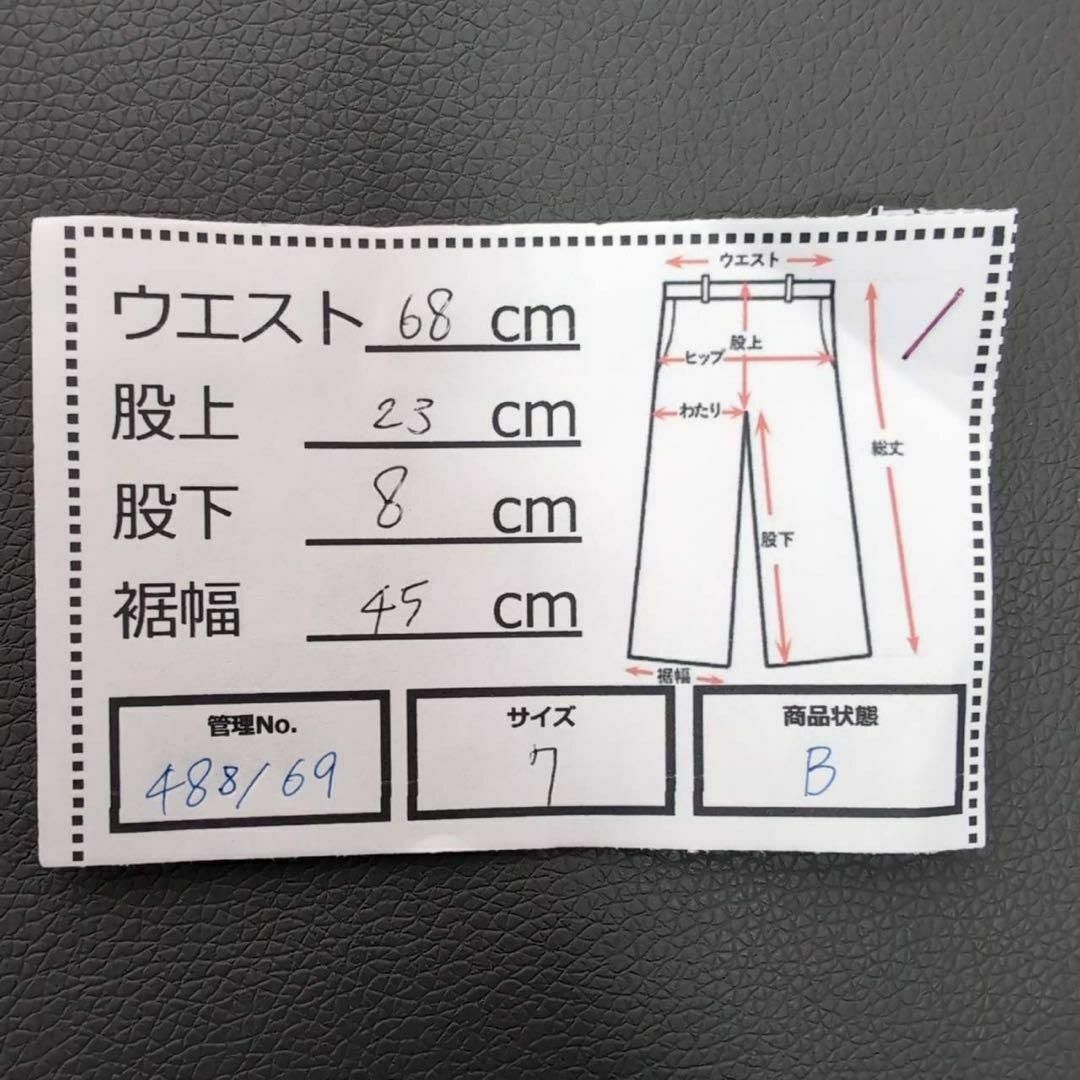 ウエスト 68 cm
股上 23 cm
股下 8 cm
裾幅 45 cm
ウエスト
股上
ヒップ
わたり
総丈
股下
裾幅
管理No.
488/69
サイズ
7
商品状態
B